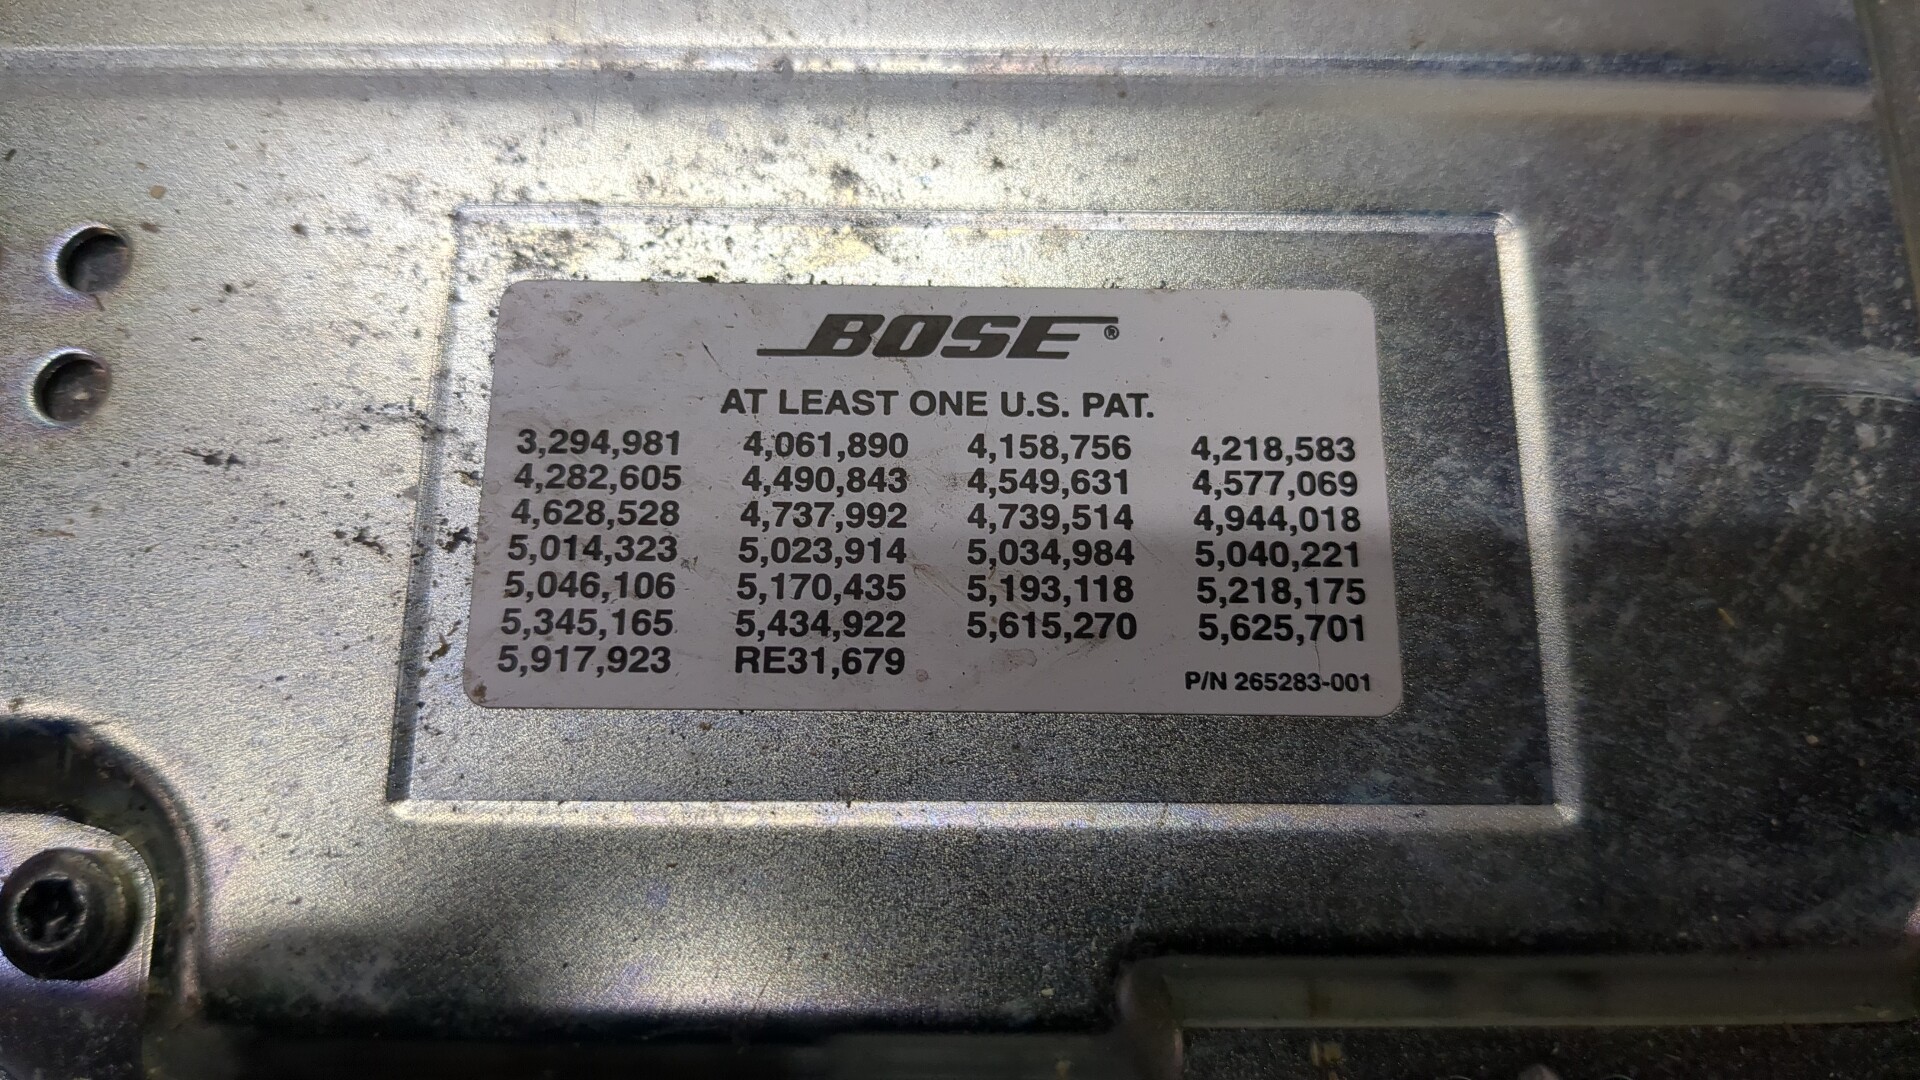 BOSE®
AT LEAST ONE U.S. PAT.
3,294,981 4,061,890 4,158,756 4,218,583
4,282,605 4,490,843 4,549,631 4,577,069
4,628,528 4,737,992 4,739,514 4,944,018
5,014,323 5,023,914 5,034,984 5,040,221
5,046,106 5,170,435 5,193,118 5,218,175
5,345,165 5,434,922 5,615,270 5,625,701
5,917,923 RE31,679
P/N 265283-001